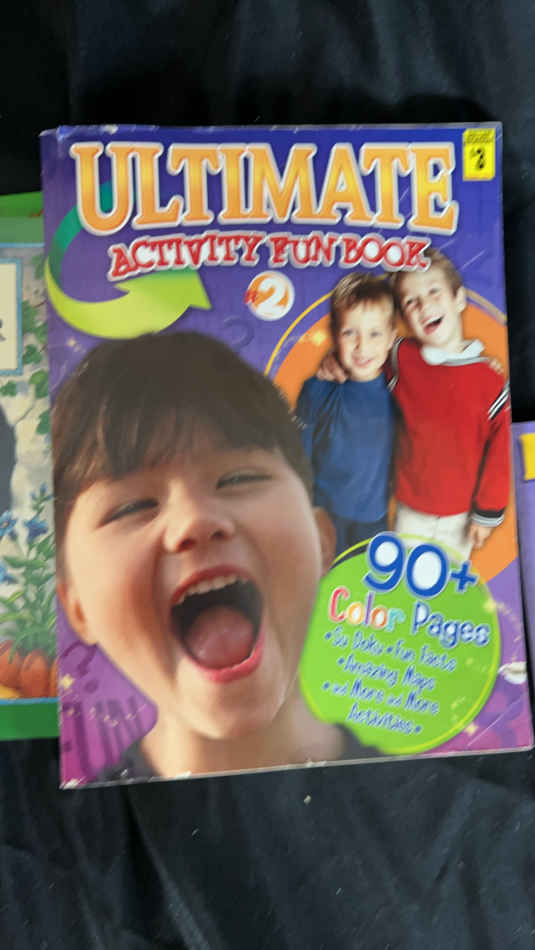 ULTIMATE
ACTIVITY FUN BOOK
#2
90+
Color Pages
• Su Doku • Fun Facts
• Amazing Maps
• and More and More
Activities •